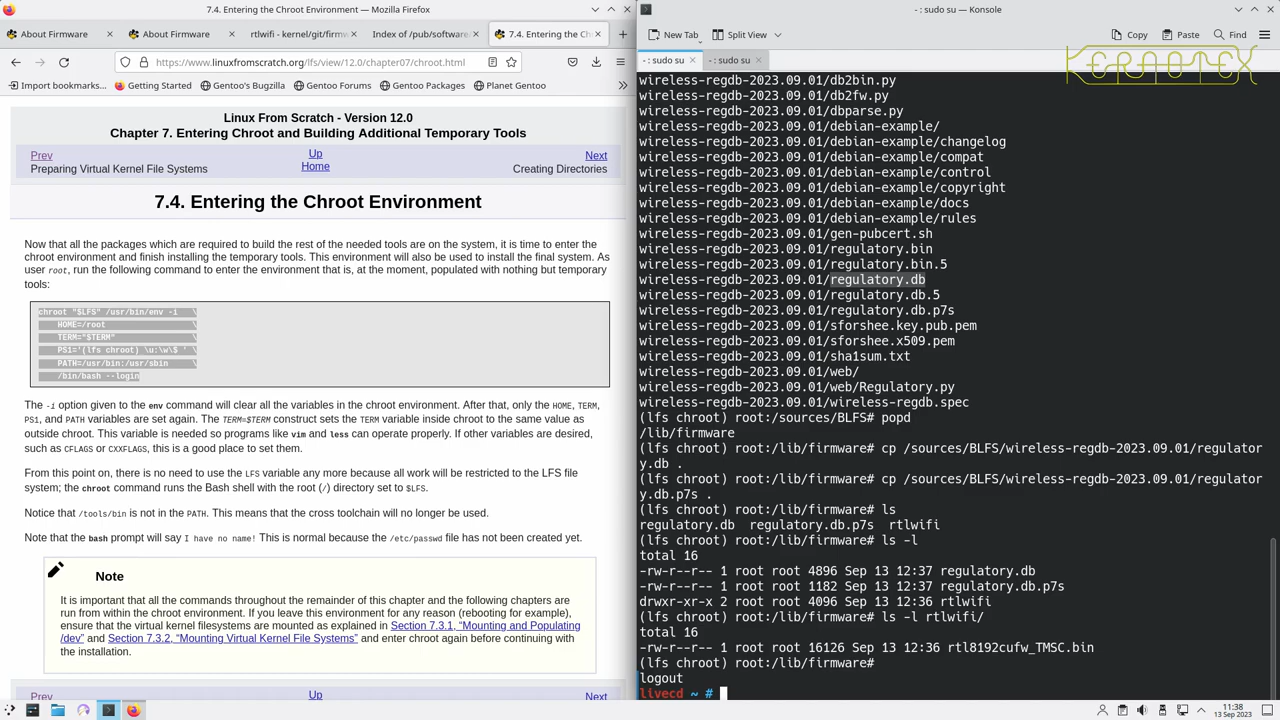 7.4. Entering the Chroot Environment — Mozilla Firefox
About Firmware
About Firmware
rtlwifi - kernel/git/firmw
Index of /pub/software
7.4. Entering the Ch
https://www.linuxfromscratch.org/lfs/view/12.0/chapter07/chroot.html
Import bookmarks...
Getting Started
Gentoo's Bugzilla
Gentoo Forums
Gentoo Packages
Planet Gentoo
Linux From Scratch - Version 12.0
Chapter 7. Entering Chroot and Building Additional Temporary Tools
Prev
Up
Next
Preparing Virtual Kernel File Systems
Home
Creating Directories
7.4. Entering the Chroot Environment
Now that all the packages which are required to build the rest of the needed tools are on the system, it is time to enter the
chroot environment and finish installing the temporary tools. This environment will also be used to install the final system. As
user root, run the following command to enter the environment that is, at the moment, populated with nothing but temporary
tools:
chroot "$LFS" /usr/bin/env -i \
HOME=/root \
TERM="$TERM" \
PS1='(lfs chroot) \u:\w\$ ' \
PATH=/usr/bin:/usr/sbin \
/bin/bash --login
The -i option given to the env command will clear all the variables in the chroot environment. After that, only the HOME, TERM,
PS1, and PATH variables are set again. The TERM=$TERM construct sets the TERM variable inside chroot to the same value as
outside chroot. This variable is needed so programs like vim and less can operate properly. If other variables are desired,
such as CFLAGS or CXXFLAGS, this is a good place to set them.
From this point on, there is no need to use the LFS variable any more because all work will be restricted to the LFS file
system; the chroot command runs the Bash shell with the root (/) directory set to $LFS.
Notice that /tools/bin is not in the PATH. This means that the cross toolchain will no longer be used.
Note that the bash prompt will say I have no name! This is normal because the /etc/passwd file has not been created yet.
Note
It is important that all the commands throughout the remainder of this chapter and the following chapters are
run from within the chroot environment. If you leave this environment for any reason (rebooting for example),
ensure that the virtual kernel filesystems are mounted as explained in Section 7.3.1, “Mounting and Populating
/dev” and Section 7.3.2, “Mounting Virtual Kernel File Systems” and enter chroot again before continuing with
the installation.
Prev
Up
Next
- : sudo su — Konsole
New Tab
Split View
Copy
Paste
Find
- : sudo su
- : sudo su
KERNOTEX
wireless-regdb-2023.09.01/db2bin.py
wireless-regdb-2023.09.01/db2fw.py
wireless-regdb-2023.09.01/dbparse.py
wireless-regdb-2023.09.01/debian-example/
wireless-regdb-2023.09.01/debian-example/changelog
wireless-regdb-2023.09.01/debian-example/compat
wireless-regdb-2023.09.01/debian-example/control
wireless-regdb-2023.09.01/debian-example/copyright
wireless-regdb-2023.09.01/debian-example/docs
wireless-regdb-2023.09.01/debian-example/rules
wireless-regdb-2023.09.01/gen-pubcert.sh
wireless-regdb-2023.09.01/regulatory.bin
wireless-regdb-2023.09.01/regulatory.bin.5
wireless-regdb-2023.09.01/regulatory.db
wireless-regdb-2023.09.01/regulatory.db.5
wireless-regdb-2023.09.01/regulatory.db.p7s
wireless-regdb-2023.09.01/sforshee.key.pub.pem
wireless-regdb-2023.09.01/sforshee.x509.pem
wireless-regdb-2023.09.01/sha1sum.txt
wireless-regdb-2023.09.01/web/
wireless-regdb-2023.09.01/web/Regulatory.py
wireless-regdb-2023.09.01/wireless-regdb.spec
(lfs chroot) root:/sources/BLFS# popd
/lib/firmware
(lfs chroot) root:/lib/firmware# cp /sources/BLFS/wireless-regdb-2023.09.01/regulator
y.db .
(lfs chroot) root:/lib/firmware# cp /sources/BLFS/wireless-regdb-2023.09.01/regulator
y.db.p7s .
(lfs chroot) root:/lib/firmware# ls
regulatory.db  regulatory.db.p7s  rtlwifi
(lfs chroot) root:/lib/firmware# ls -l
total 16
-rw-r--r-- 1 root root 4896 Sep 13 12:37 regulatory.db
-rw-r--r-- 1 root root 1182 Sep 13 12:37 regulatory.db.p7s
drwxr-xr-x 2 root root 4096 Sep 13 12:36 rtlwifi
(lfs chroot) root:/lib/firmware# ls -l rtlwifi/
total 16
-rw-r--r-- 1 root root 16126 Sep 13 12:36 rtl8192cufw_TMSC.bin
(lfs chroot) root:/lib/firmware#
logout
livecd ~ #
11:38
13 Sep 2023